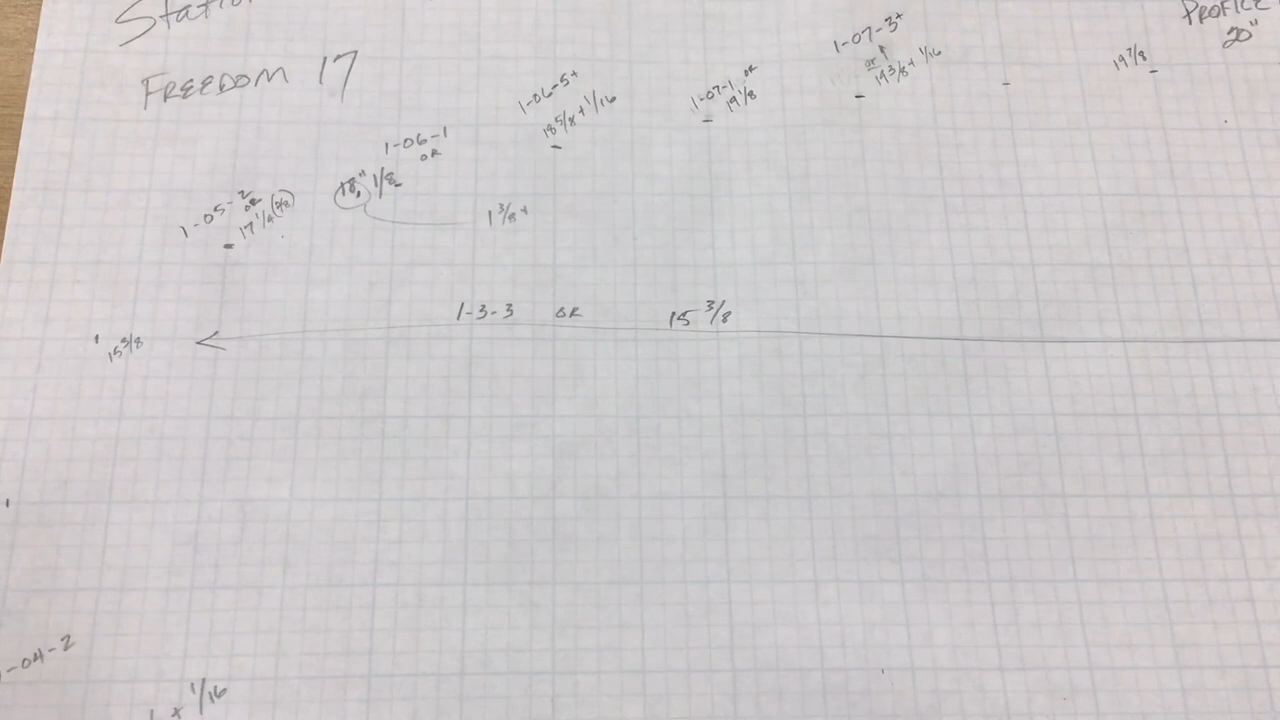 PROFILE
20"
FREEDOM 17
1-07-3+
OR
19 3/8 + 1/16
19 7/8
1-07-1 OR
19 1/8
1-06-5+
18 5/8 + 1/16
1-06-1
OR
18" 1/8
1 3/8 +
1-05-2
OR
17 1/4
1-3-3 OR 15 3/8
15 3/8
-04-2
+ 1/16